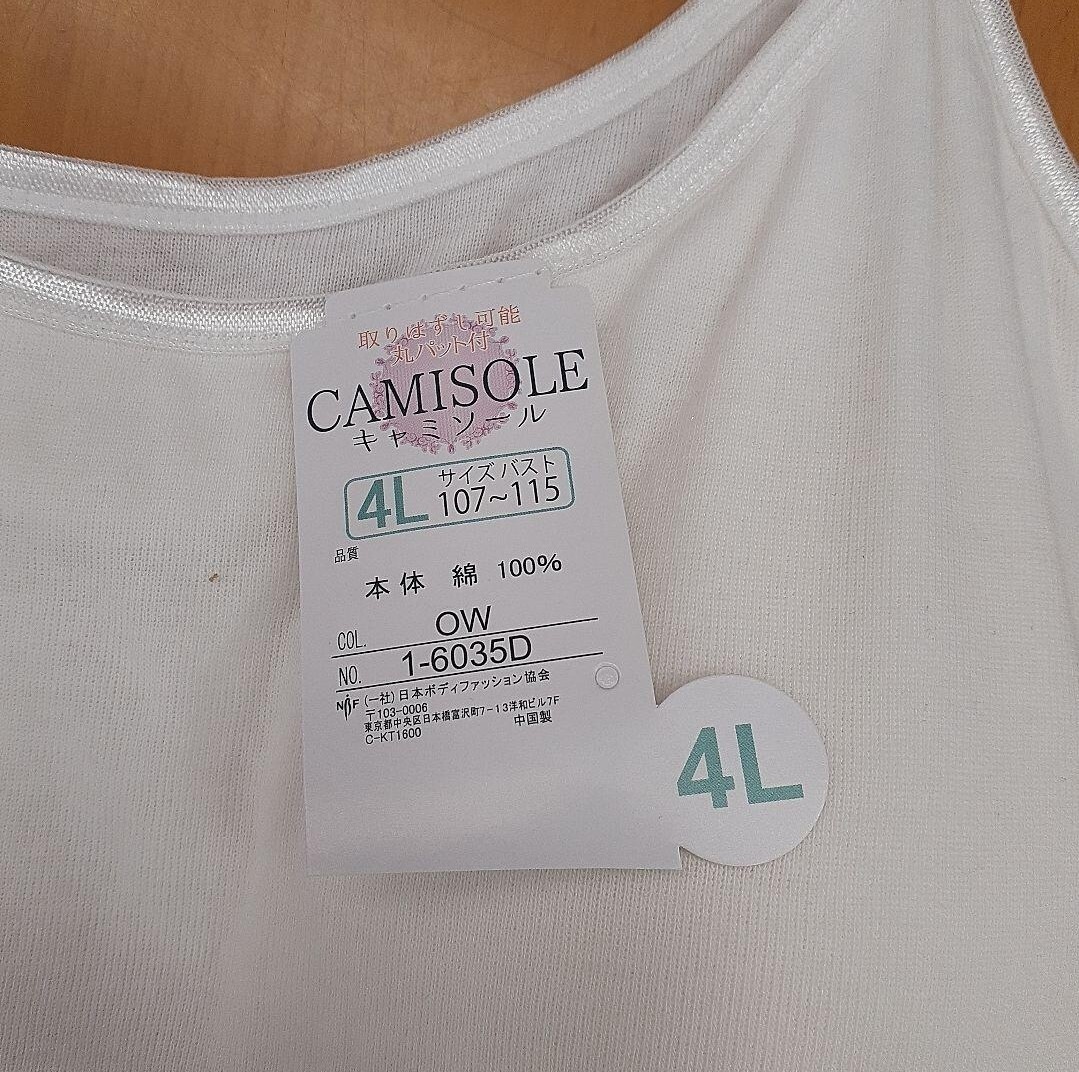 取りはずし可能
丸パット付
CAMISOLE
キャミソール
4L サイズ バスト
107~115
品質
本体 綿 100%
COL. OW
NO. 1-6035D
NBF (一社)日本ボディファッション協会
〒103-0006
東京都中央区日本橋富沢町7-13洋和ビル7F
C-KT1600 中国製
4L